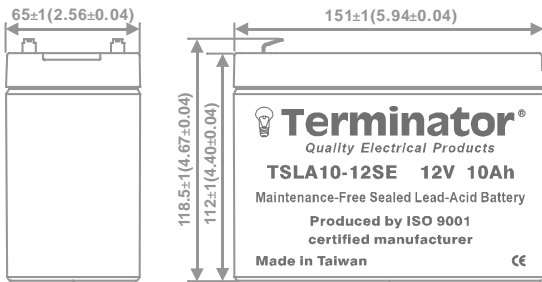 65±1(2.56±0.04)
151±1(5.94±0.04)
118.5±1(4.67±0.04)
112±1(4.40±0.04)
Terminator®
Quality Electrical Products
TSLA10-12SE 12V 10Ah
Maintenance-Free Sealed Lead-Acid Battery
Produced by ISO 9001
certified manufacturer
Made in Taiwan CE